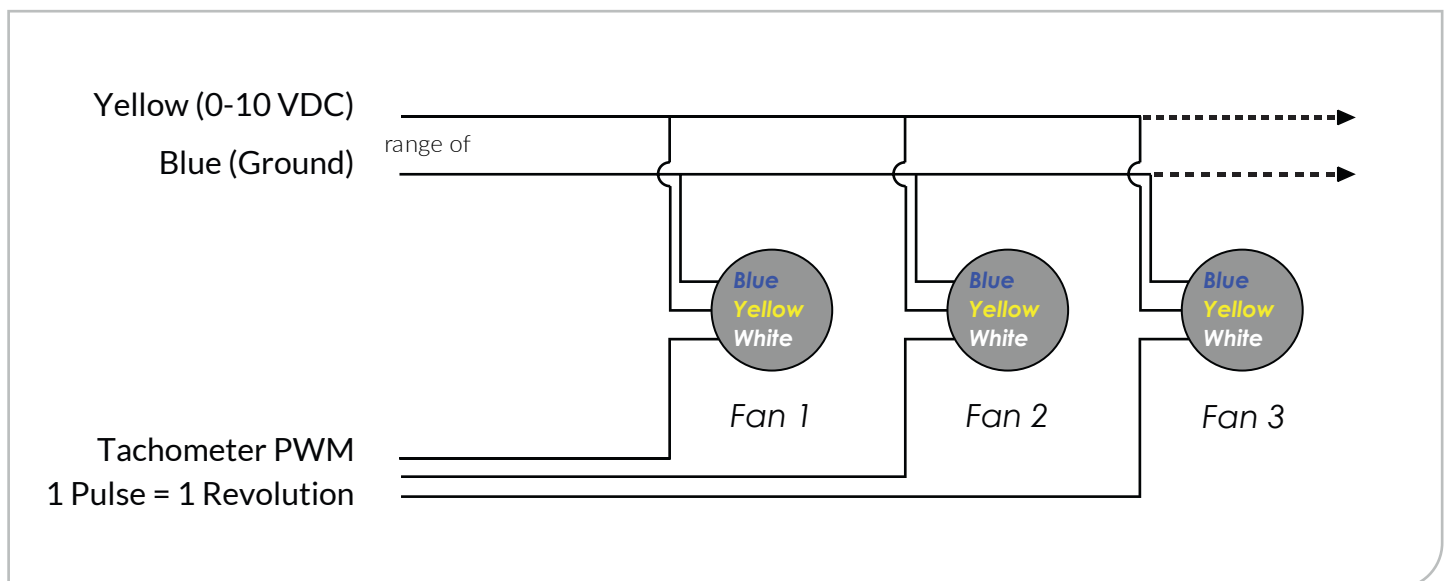 Yellow (0-10 VDC)
range of
Blue (Ground)
Blue
Yellow
White
Fan 1
Blue
Yellow
White
Fan 2
Blue
Yellow
White
Fan 3
Tachometer PWM
1 Pulse = 1 Revolution